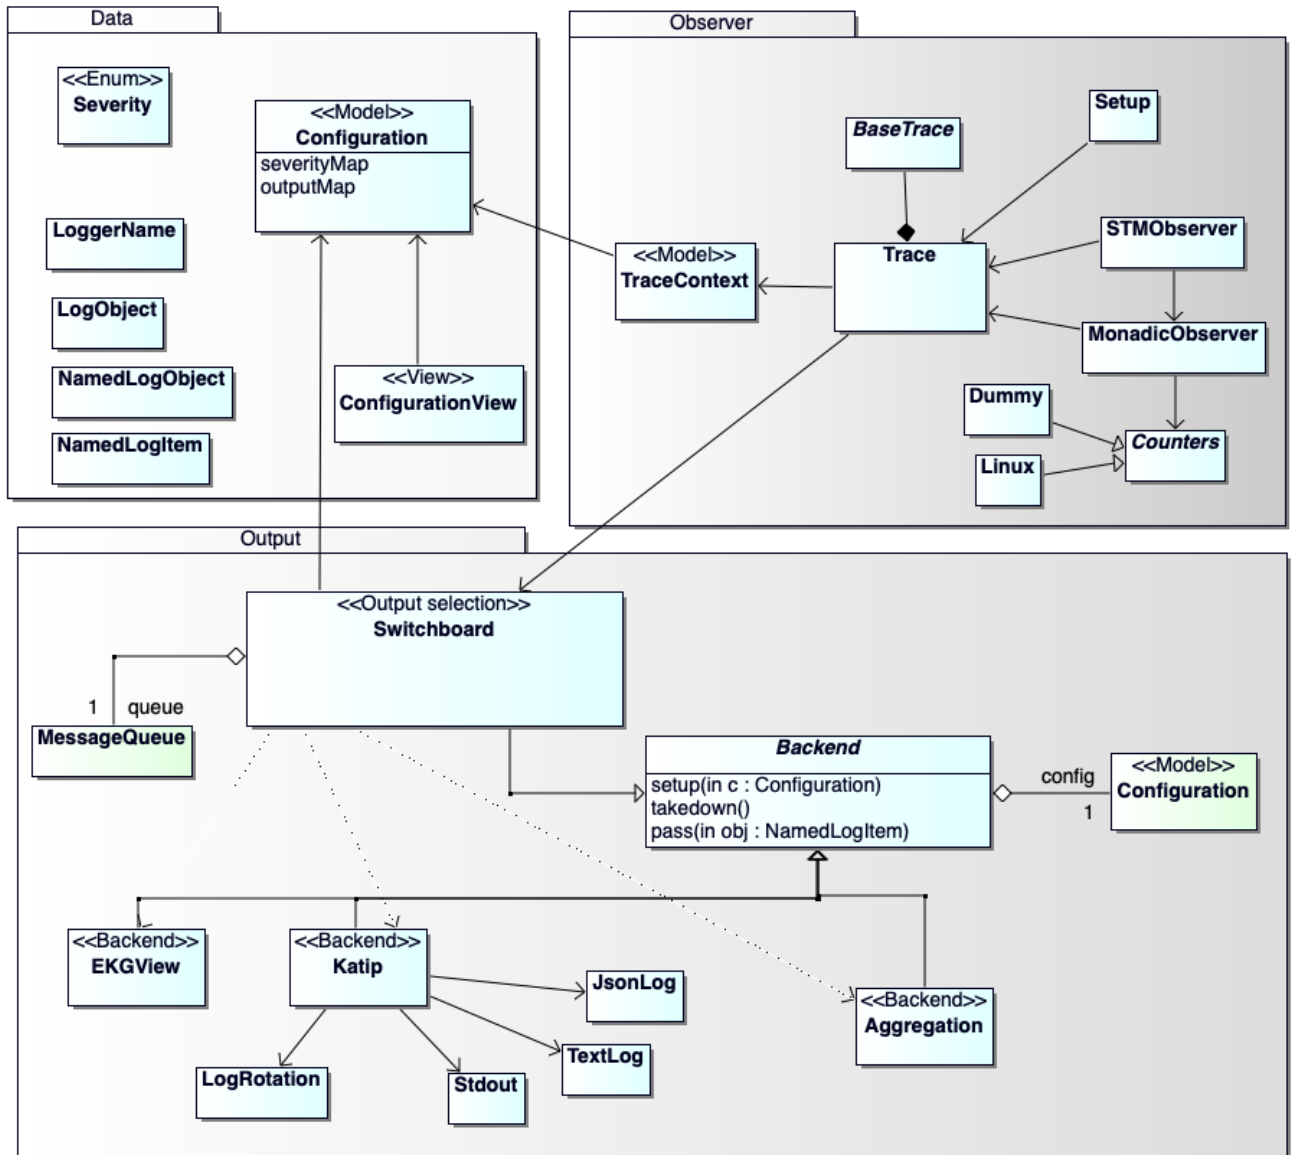 Data
<<Enum>>
Severity
<<Model>>
Configuration
severityMap
outputMap
LoggerName
LogObject
NamedLogObject
NamedLogItem
<<View>>
ConfigurationView
Observer
BaseTrace
Setup
<<Model>>
TraceContext
Trace
STMObserver
MonadicObserver
Dummy
Linux
Counters
Output
<<Output selection>>
Switchboard
1 queue
MessageQueue
Backend
setup(in c : Configuration)
takedown()
pass(in obj : NamedLogItem)
config
1
<<Model>>
Configuration
<<Backend>>
EKGView
<<Backend>>
Katip
JsonLog
TextLog
Stdout
LogRotation
<<Backend>>
Aggregation